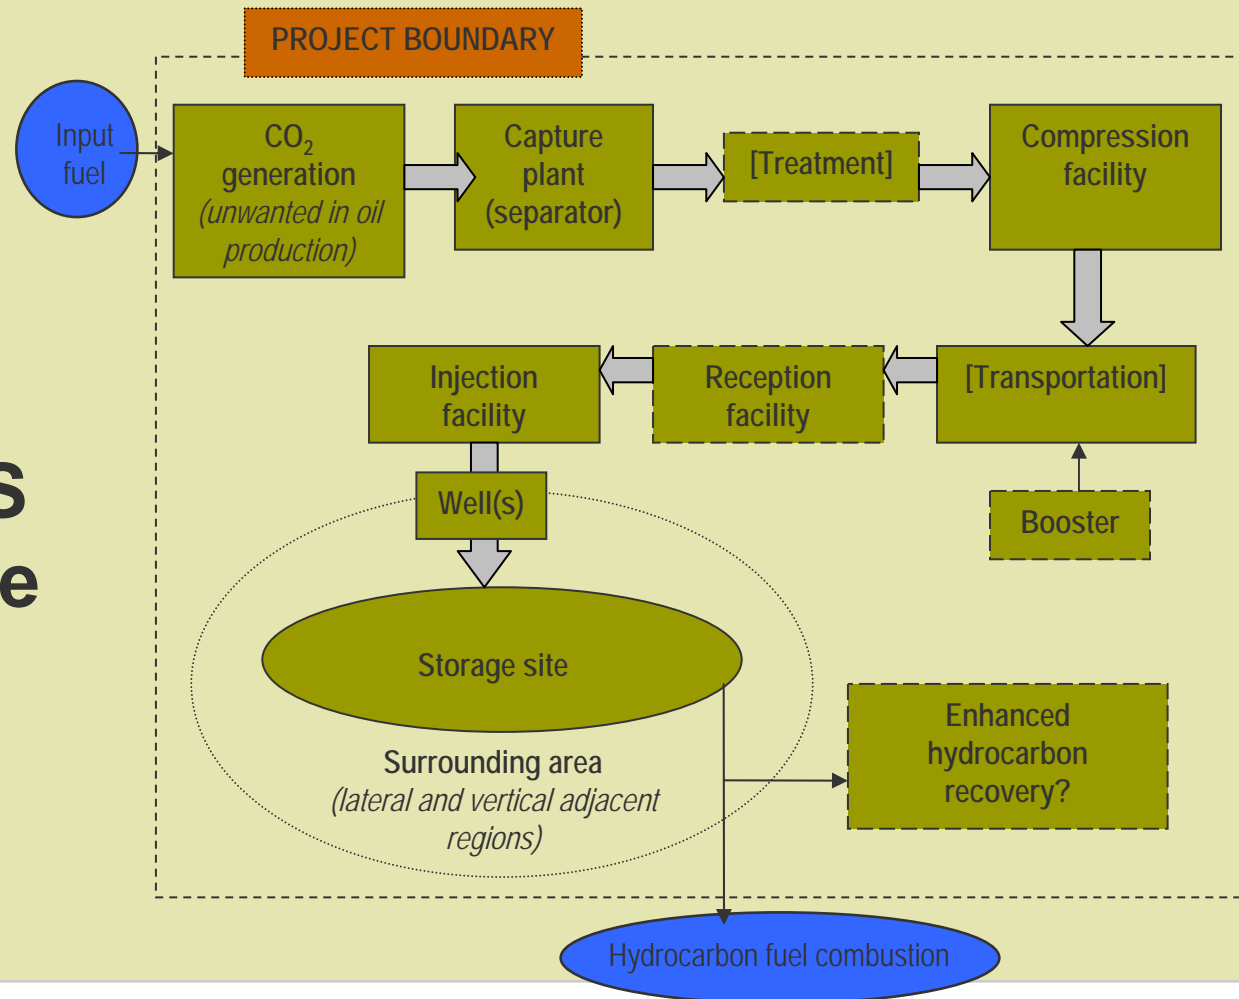 PROJECT BOUNDARY
Input
fuel
CO₂
generation
(unwanted in oil
production)
Capture
plant
(separator)
[Treatment]
Compression
facility
Injection
facility
Reception
facility
[Transportation]
Well(s)
Booster
Storage site
Surrounding area
(lateral and vertical adjacent
regions)
Enhanced
hydrocarbon
recovery?
Hydrocarbon fuel combustion